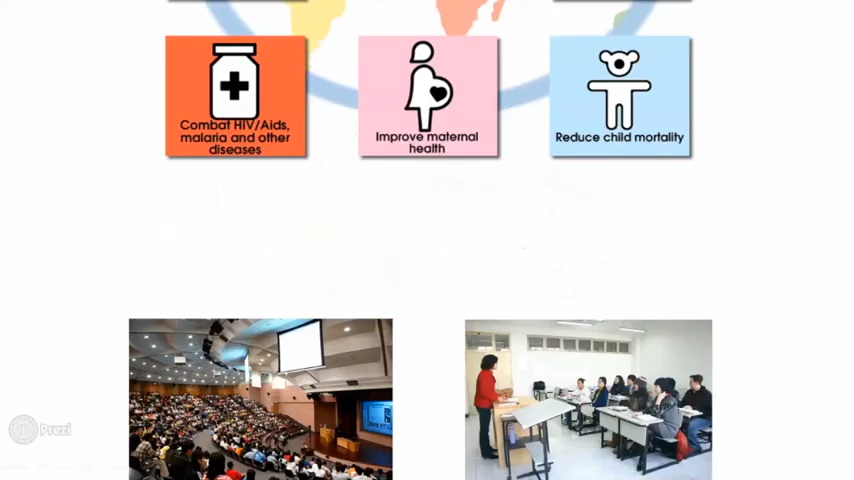 Combat HIV/Aids,
malaria and other
diseases
Improve maternal
health
Reduce child mortality
Prezi